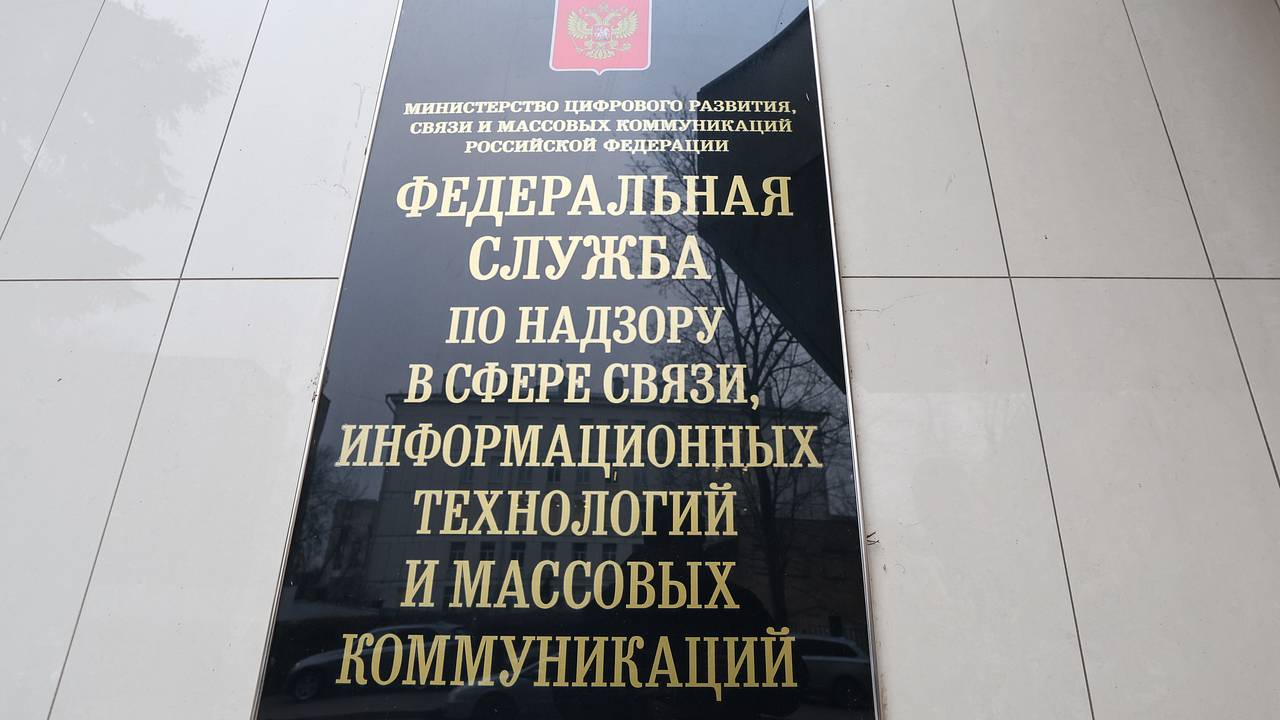 МИНИСТЕРСТВО ЦИФРОВОГО РАЗВИТИЯ,
СВЯЗИ И МАССОВЫХ КОММУНИКАЦИЙ
РОССИЙСКОЙ ФЕДЕРАЦИИ
ФЕДЕРАЛЬНАЯ
СЛУЖБА
ПО НАДЗОРУ
В СФЕРЕ СВЯЗИ,
ИНФОРМАЦИОННЫХ
ТЕХНОЛОГИЙ
И МАССОВЫХ
КОММУНИКАЦИЙ